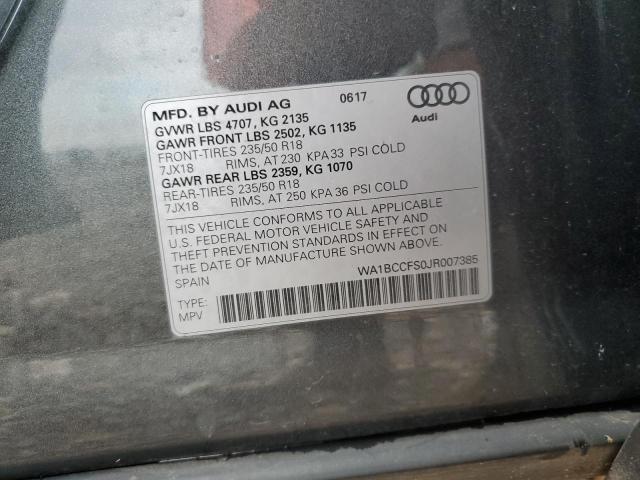 MFD. BY AUDI AG 0617
GVWR LBS 4707, KG 2135
GAWR FRONT LBS 2502, KG 1135
FRONT-TIRES 235/50 R18
7JX18 RIMS, AT 230 KPA 33 PSI COLD
GAWR REAR LBS 2359, KG 1070
REAR-TIRES 235/50 R18
7JX18 RIMS, AT 250 KPA 36 PSI COLD
Audi
THIS VEHICLE CONFORMS TO ALL APPLICABLE
U.S. FEDERAL MOTOR VEHICLE SAFETY AND
THEFT PREVENTION STANDARDS IN EFFECT ON
THE DATE OF MANUFACTURE SHOWN ABOVE.
SPAIN
WA1BCCFS0JR007385
TYPE:
MPV